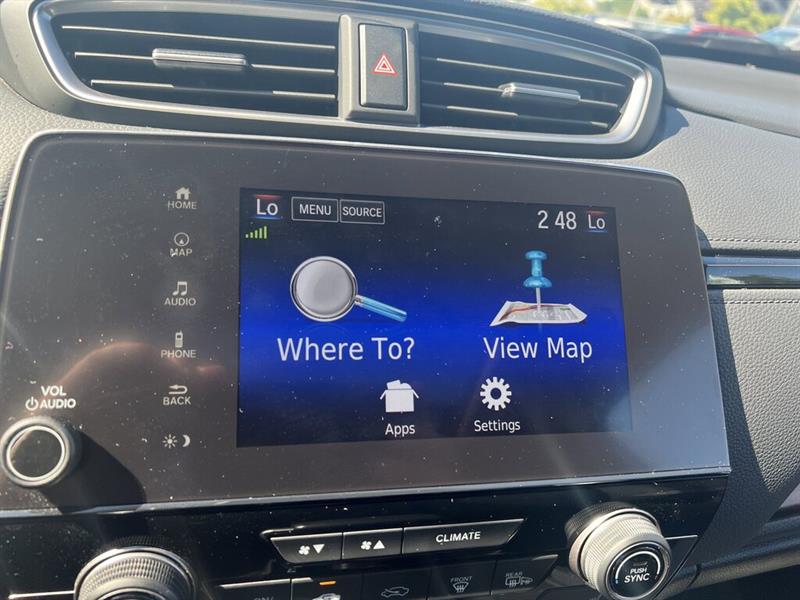 HOME
MAP
AUDIO
PHONE
BACK
VOL
AUDIO
Lo MENU SOURCE 2 48 Lo
Where To? View Map
Apps Settings
CLIMATE
FRONT REAR
PUSH
SYNC